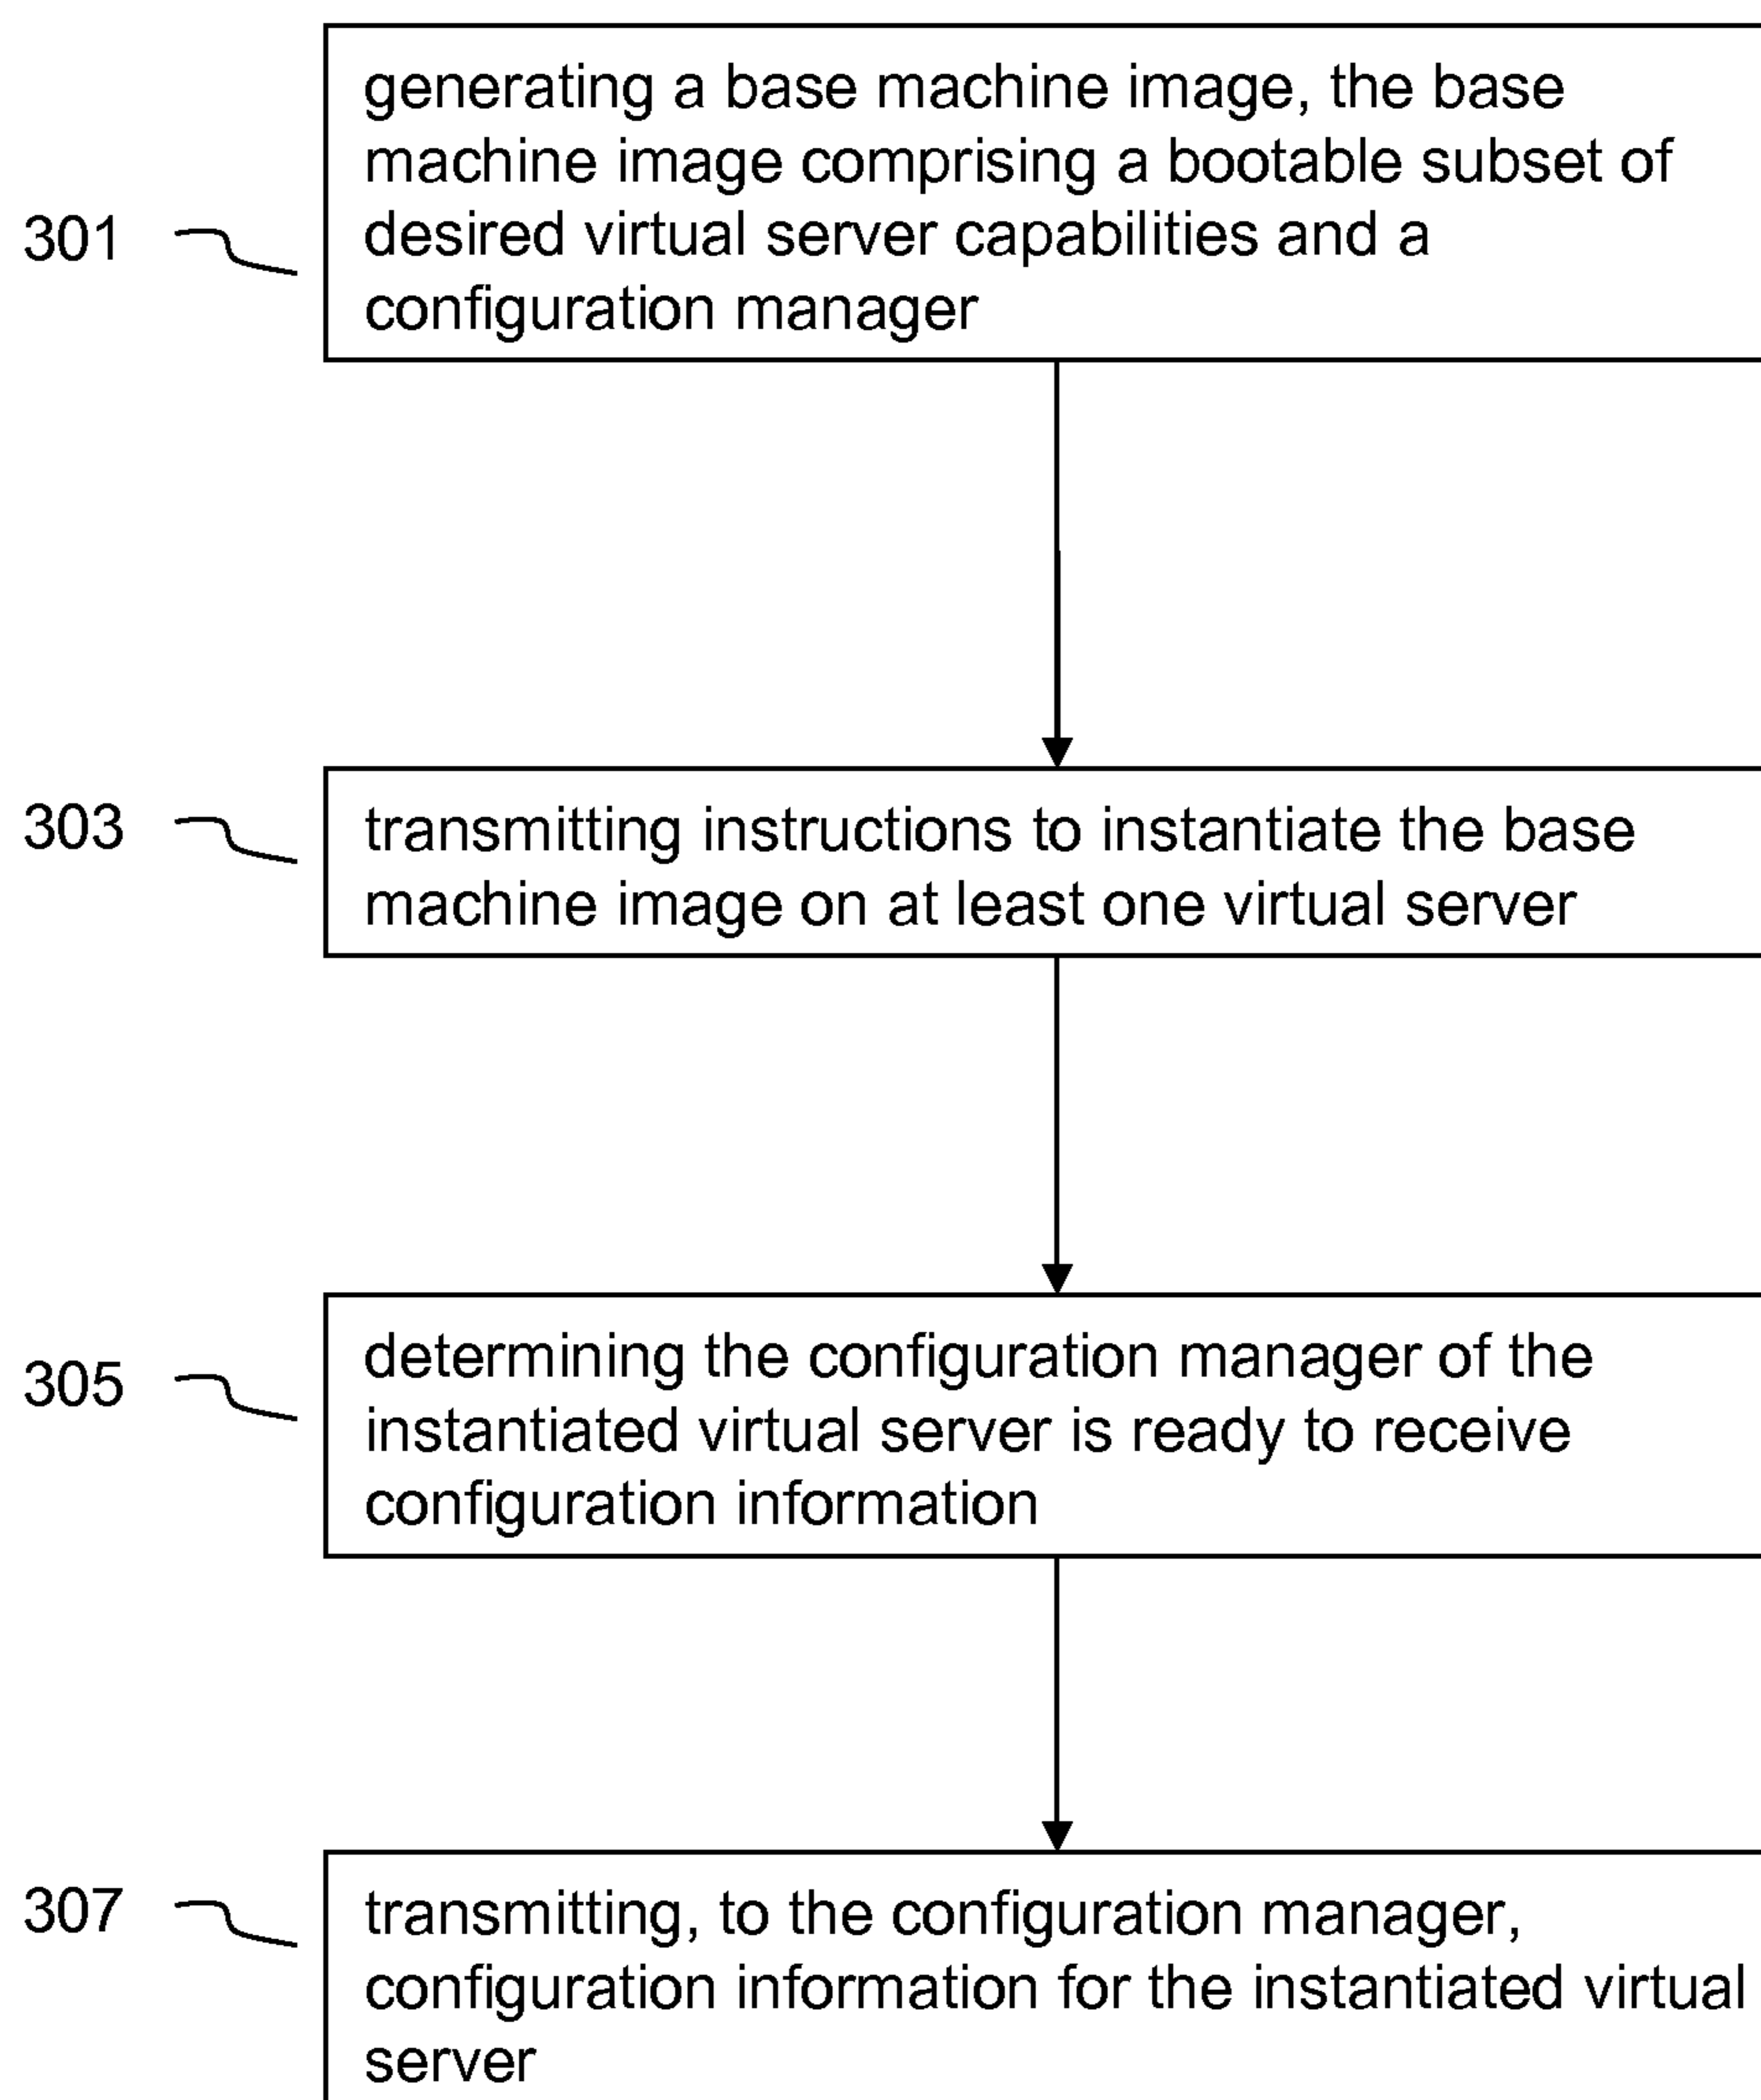 generating a base machine image, the base
machine image comprising a bootable subset of
301
desired virtual server capabilities and a
configuration manager
303
transmitting instructions to instantiate the base
machine image on at least one virtual server
determining the configuration manager of the
305
instantiated virtual server is ready to receive
configuration information
307
transmitting, to the configuration manager,
configuration information for the instantiated virtual
server